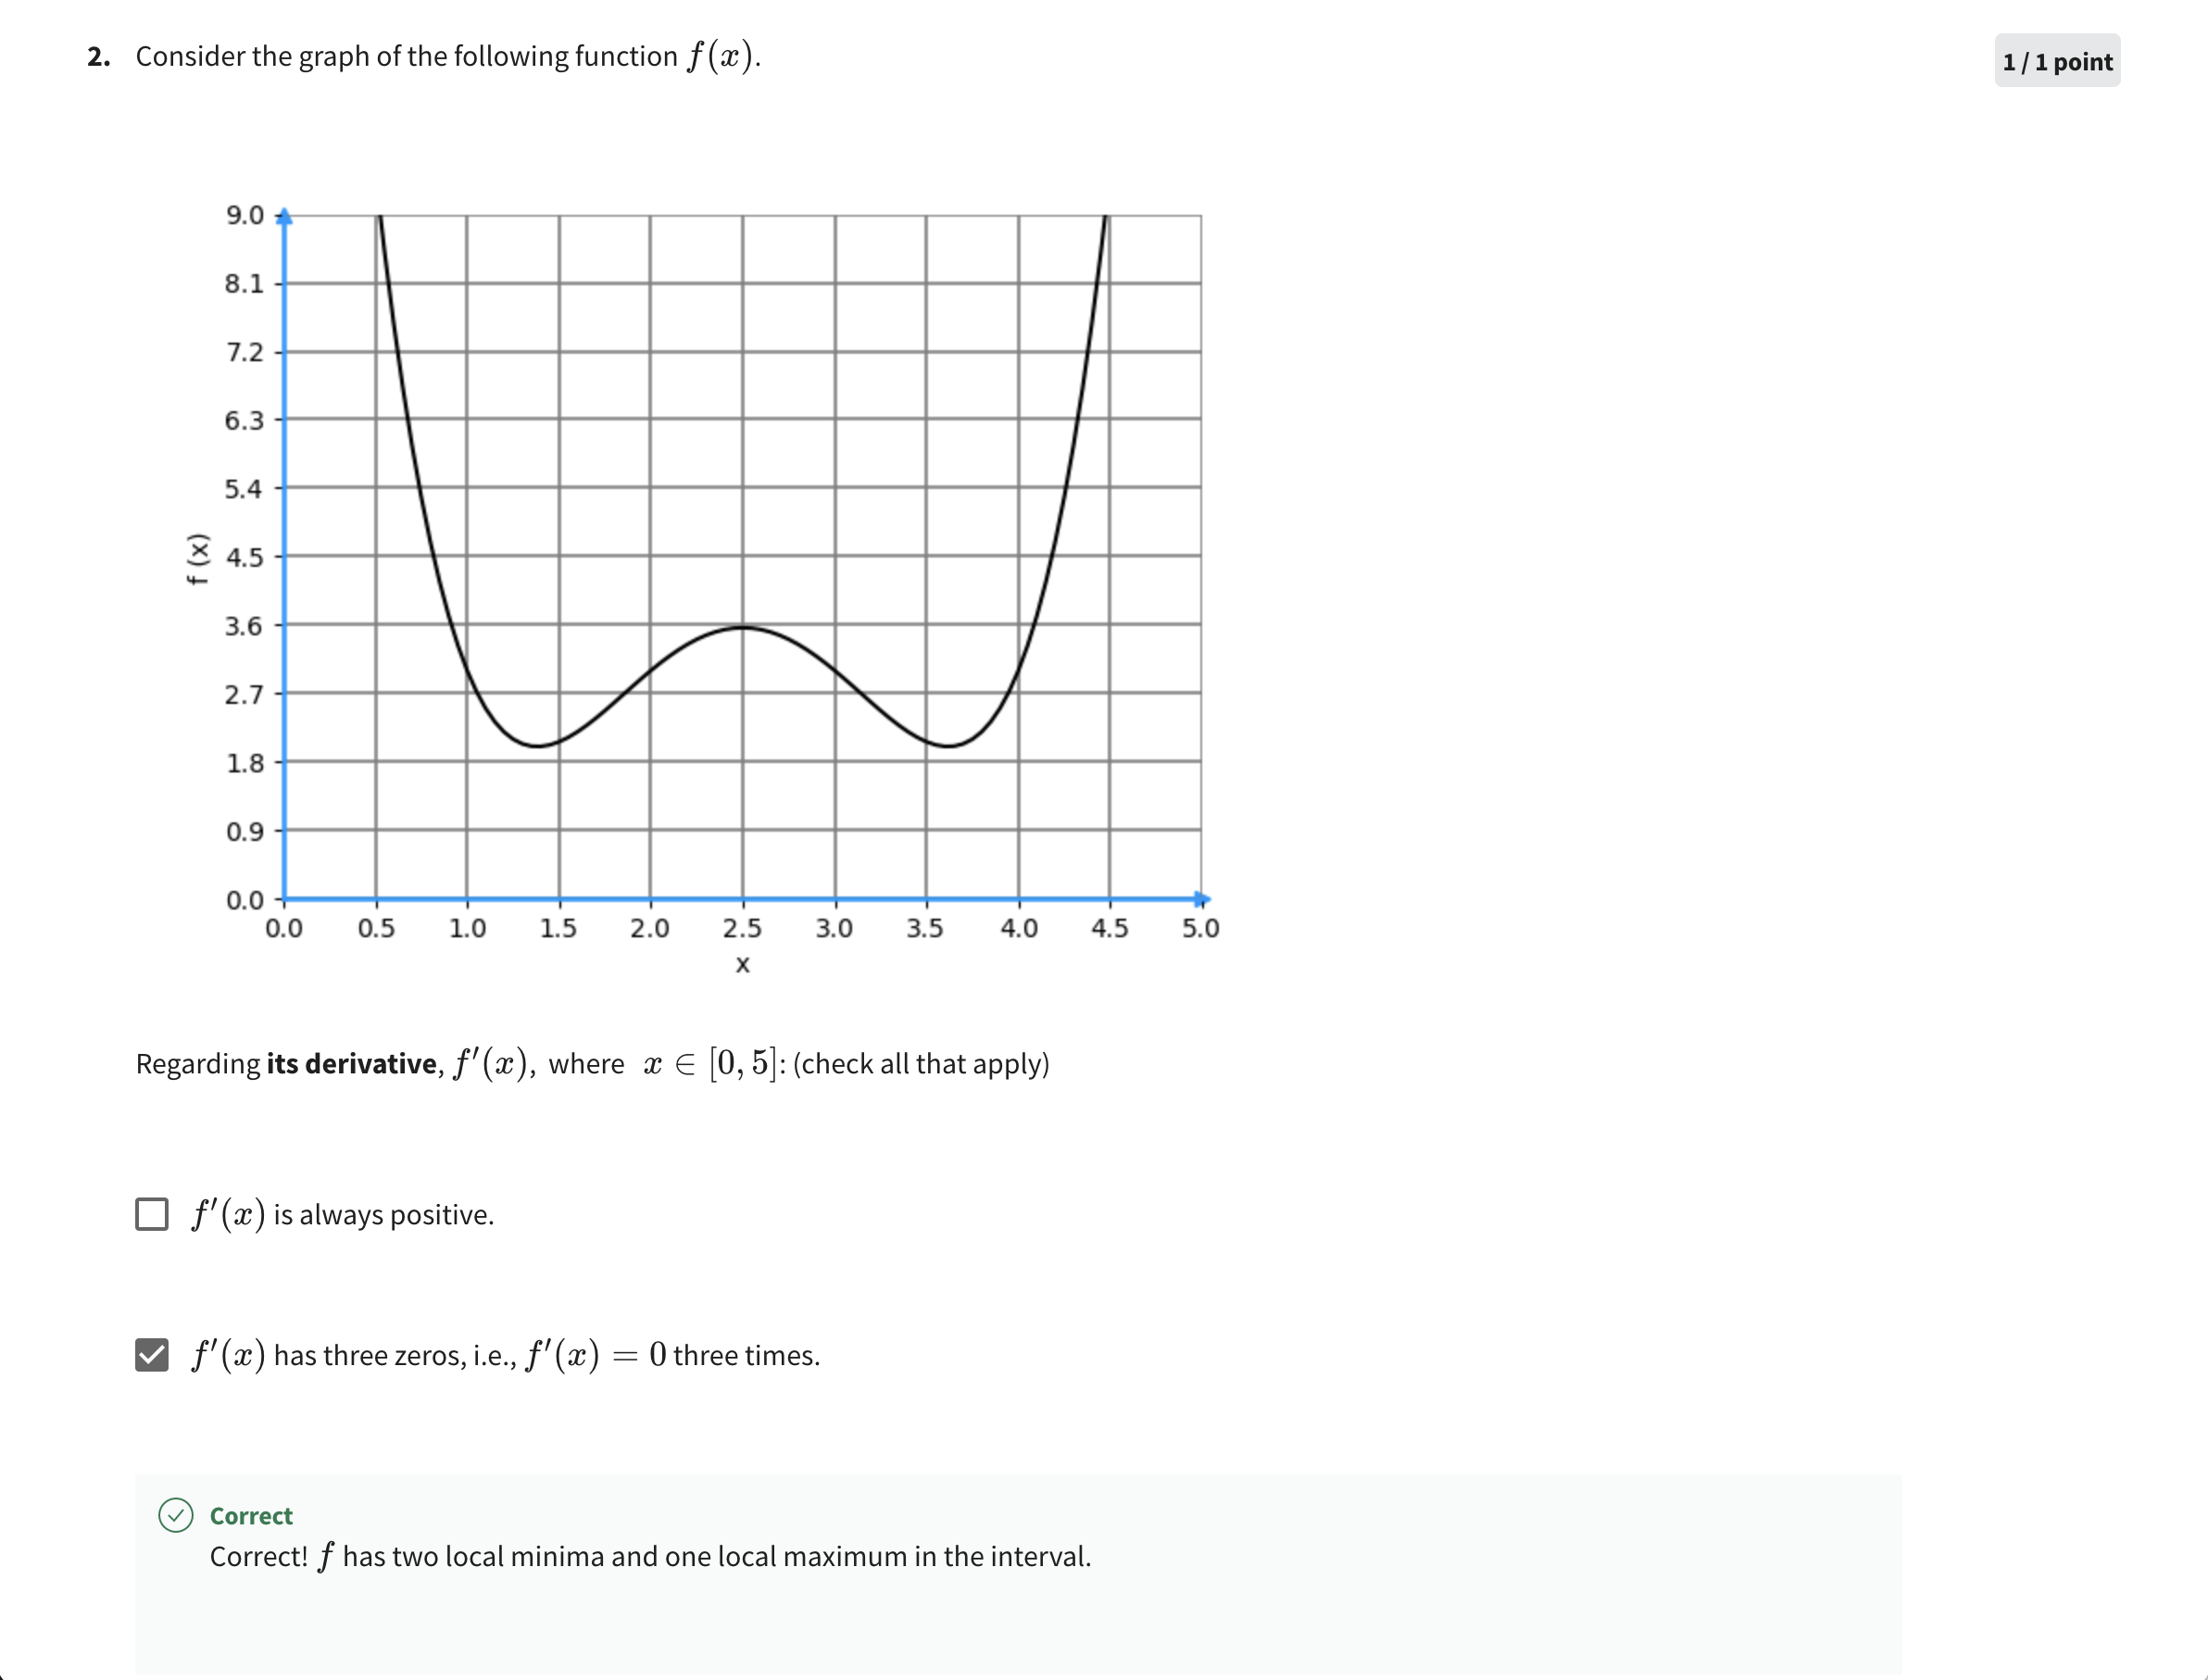 2. Consider the graph of the following function f(x).
1 / 1 point
9.0
8.1
7.2
6.3
5.4
4.5
3.6
2.7
1.8
0.9
0.0
f (x)
0.0 0.5 1.0 1.5 2.0 2.5 3.0 3.5 4.0 4.5 5.0
x
Regarding its derivative, f′(x), where x ∈ [0, 5]: (check all that apply)
f′(x) is always positive.
f′(x) has three zeros, i.e., f′(x) = 0 three times.
Correct
Correct! f has two local minima and one local maximum in the interval.